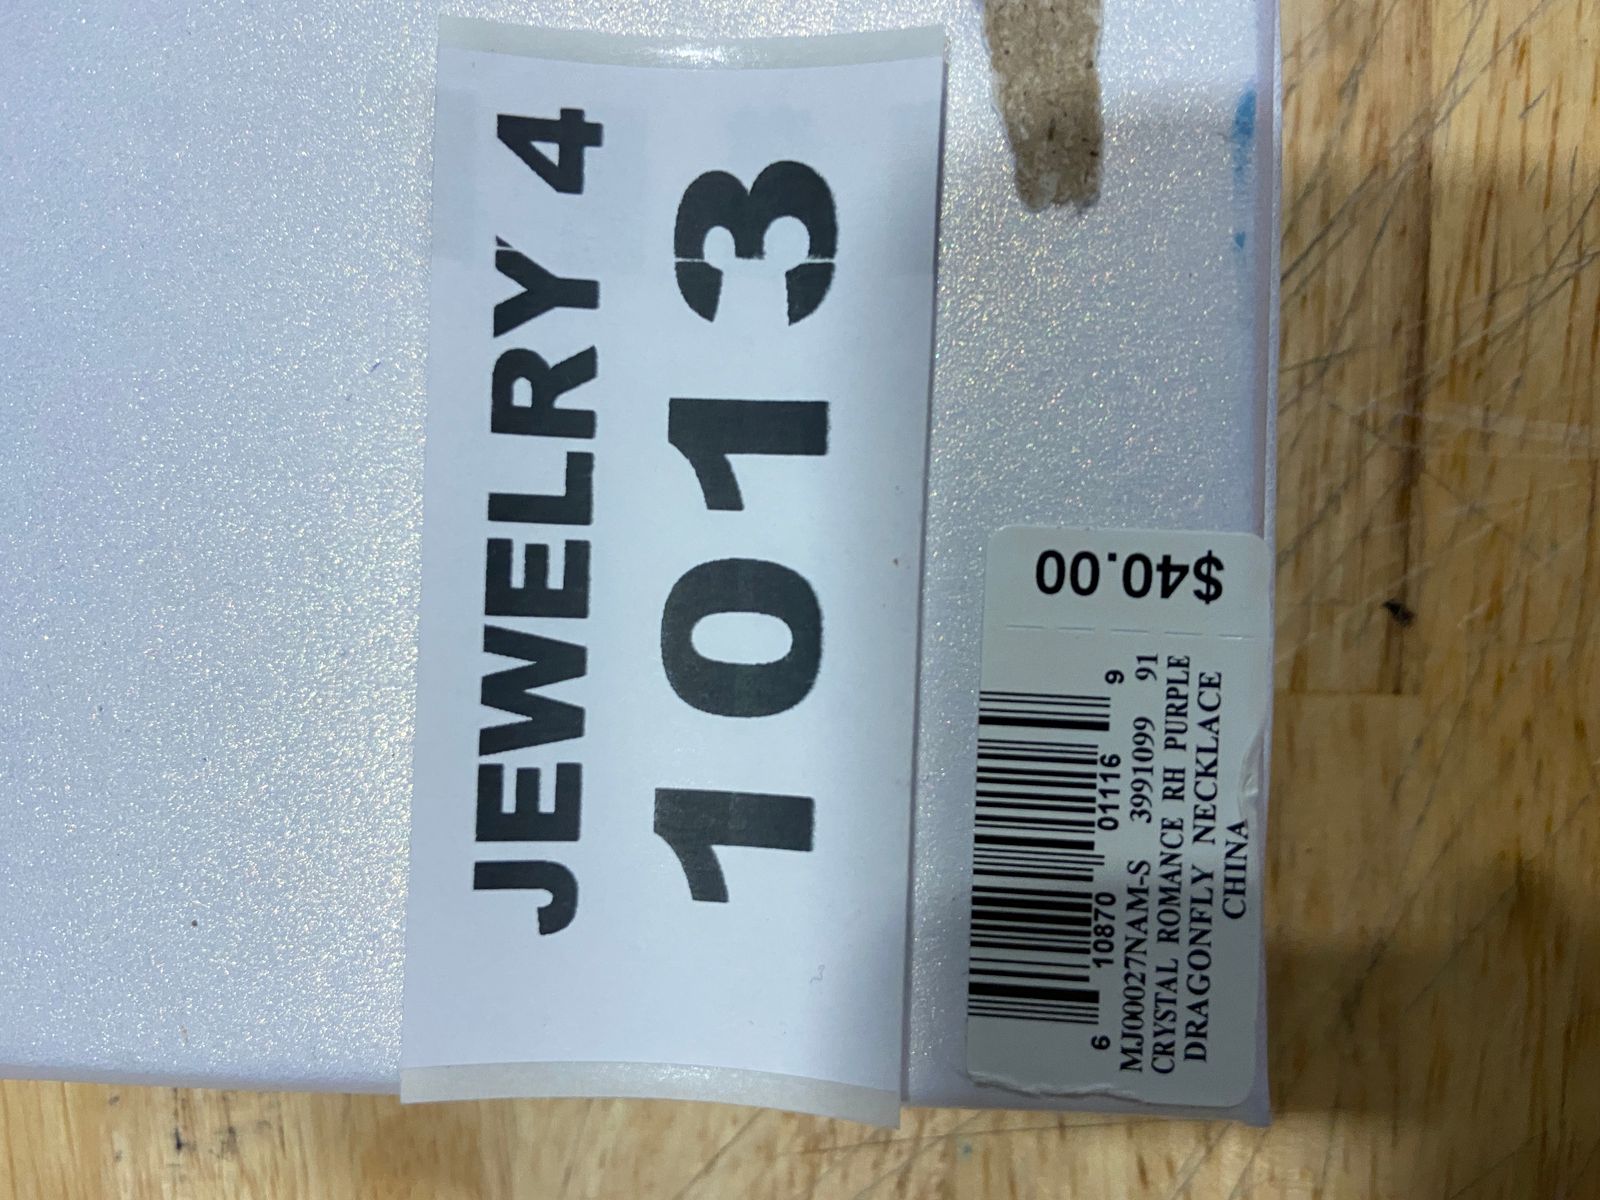 JEWELRY 4
1013
$40.00
6 10870 01116 9
MJ00027NAM-S 3991099 91
CRYSTAL ROMANCE RH PURPLE
DRAGONFLY NECKLACE
CHINA